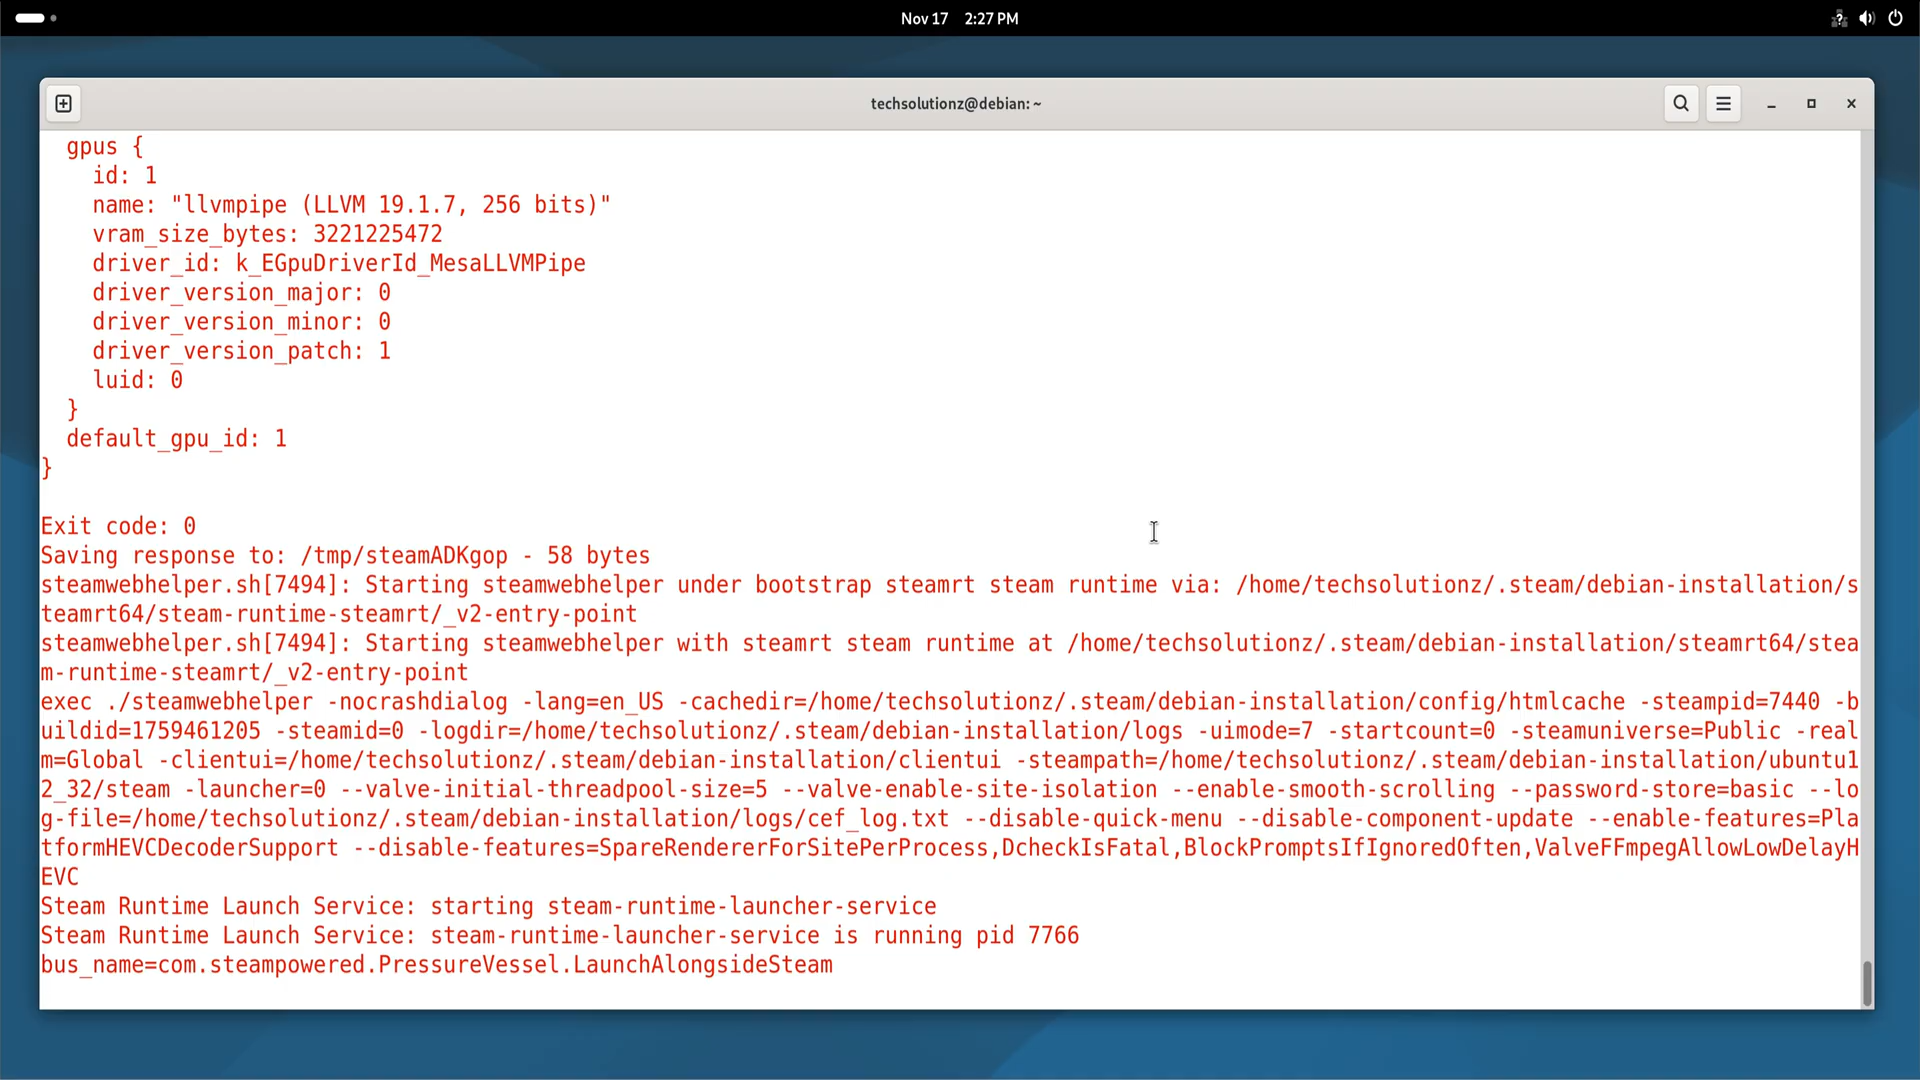 Nov 17 2:27 PM
techsolutionz@debian: ~
gpus {
id: 1
name: "llvmpipe (LLVM 19.1.7, 256 bits)"
vram_size_bytes: 3221225472
driver_id: k_EGpuDriverId_MesaLLVMPipe
driver_version_major: 0
driver_version_minor: 0
driver_version_patch: 1
luid: 0
}
default_gpu_id: 1
}
Exit code: 0
Saving response to: /tmp/steamADKgop - 58 bytes
steamwebhelper.sh[7494]: Starting steamwebhelper under bootstrap steamrt steam runtime via: /home/techsolutionz/.steam/debian-installation/s
teamrt64/steam-runtime-steamrt/_v2-entry-point
steamwebhelper.sh[7494]: Starting steamwebhelper with steamrt steam runtime at /home/techsolutionz/.steam/debian-installation/steamrt64/stea
m-runtime-steamrt/_v2-entry-point
exec ./steamwebhelper -nocrashdialog -lang=en_US -cachedir=/home/techsolutionz/.steam/debian-installation/config/htmlcache -steampid=7440 -b
uildid=1759461205 -steamid=0 -logdir=/home/techsolutionz/.steam/debian-installation/logs -uimode=7 -startcount=0 -steamuniverse=Public -real
m=Global -clientui=/home/techsolutionz/.steam/debian-installation/clientui -steampath=/home/techsolutionz/.steam/debian-installation/ubuntu1
2_32/steam -launcher=0 --valve-initial-threadpool-size=5 --valve-enable-site-isolation --enable-smooth-scrolling --password-store=basic --lo
g-file=/home/techsolutionz/.steam/debian-installation/logs/cef_log.txt --disable-quick-menu --disable-component-update --enable-features=Pla
tformHEVCDecoderSupport --disable-features=SpareRendererForSitePerProcess,DcheckIsFatal,BlockPromptsIfIgnoredOften,ValveFFmpegAllowLowDelayH
EVC
Steam Runtime Launch Service: starting steam-runtime-launcher-service
Steam Runtime Launch Service: steam-runtime-launcher-service is running pid 7766
bus_name=com.steampowered.PressureVessel.LaunchAlongsideSteam